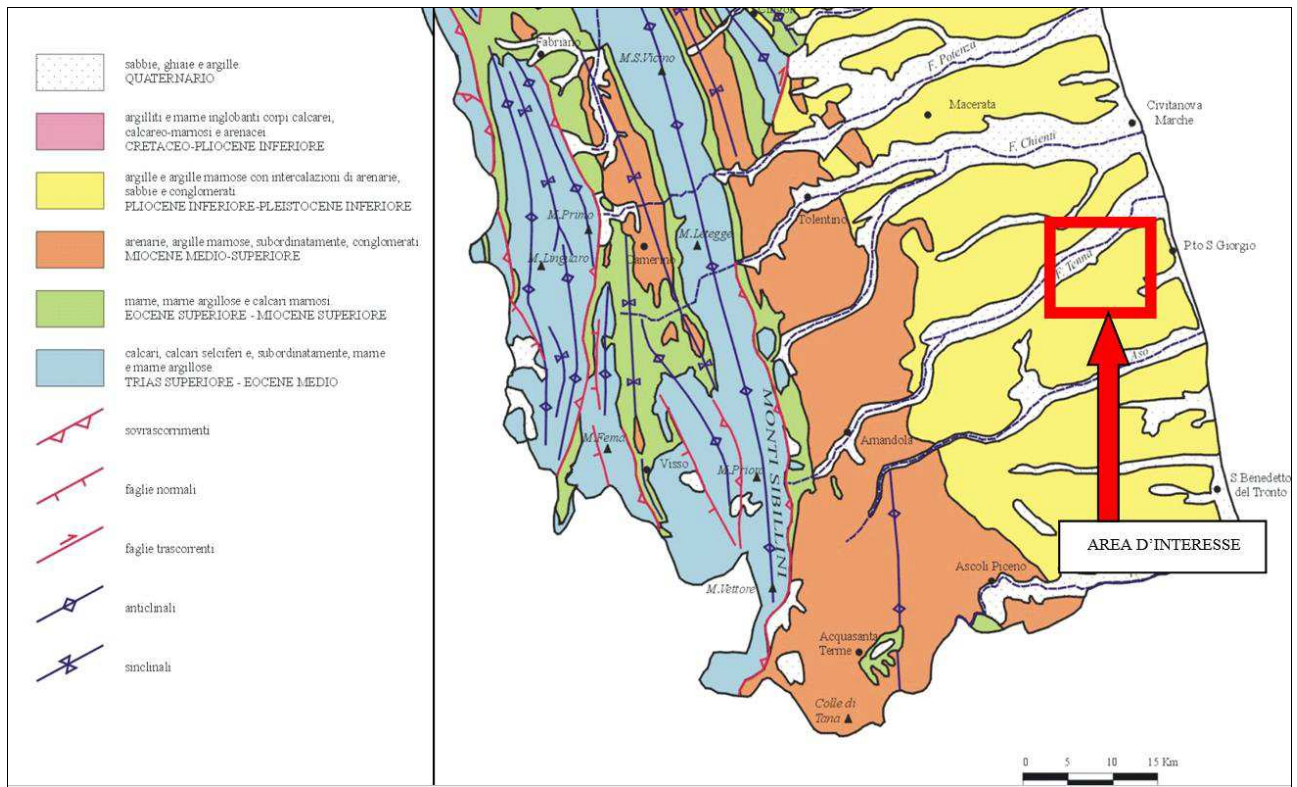 sabbie, ghiaie e argille
QUATERNARIO
argilliti e marne inglobanti corpi calcarei,
calcareo-marnosi e arenacei
CRETACEO-PLIOCENE INFERIORE
argille e argille marnose con intercalazioni di arenarie,
sabbie e conglomerati
PLIOCENE INFERIORE-PLEISTOCENE INFERIORE
arenarie, argille marnose, subordinatamente, conglomerati
MIOCENE MEDIO-SUPERIORE
marne, marne argillose e calcari marnosi
EOCENE SUPERIORE - MIOCENE SUPERIORE
calcari, calcari selciferi e, subordinatamente, marne
e marne argillose
TRIAS SUPERIORE - EOCENE MEDIO
sovrascorrimenti
faglie normali
faglie trascorrenti
anticlinali
sinclinali
Fabriano
M.S.Vicino
F. Potenza
Macerata
Civitanova
Marche
F. Chienti
Tolentino
M.Primo
M.Letegge
M.Linguaro
Camerino
P.to S. Giorgio
F. Tenna
Aso
MONTI SIBILLINI
Amandola
M.Fema
Visso
M.Priora
S.Benedetto
del Tronto
AREA D'INTERESSE
Ascoli Piceno
M.Vettore
Acquasanta
Terme
Colle di
Tana
0 5 10 15 Km